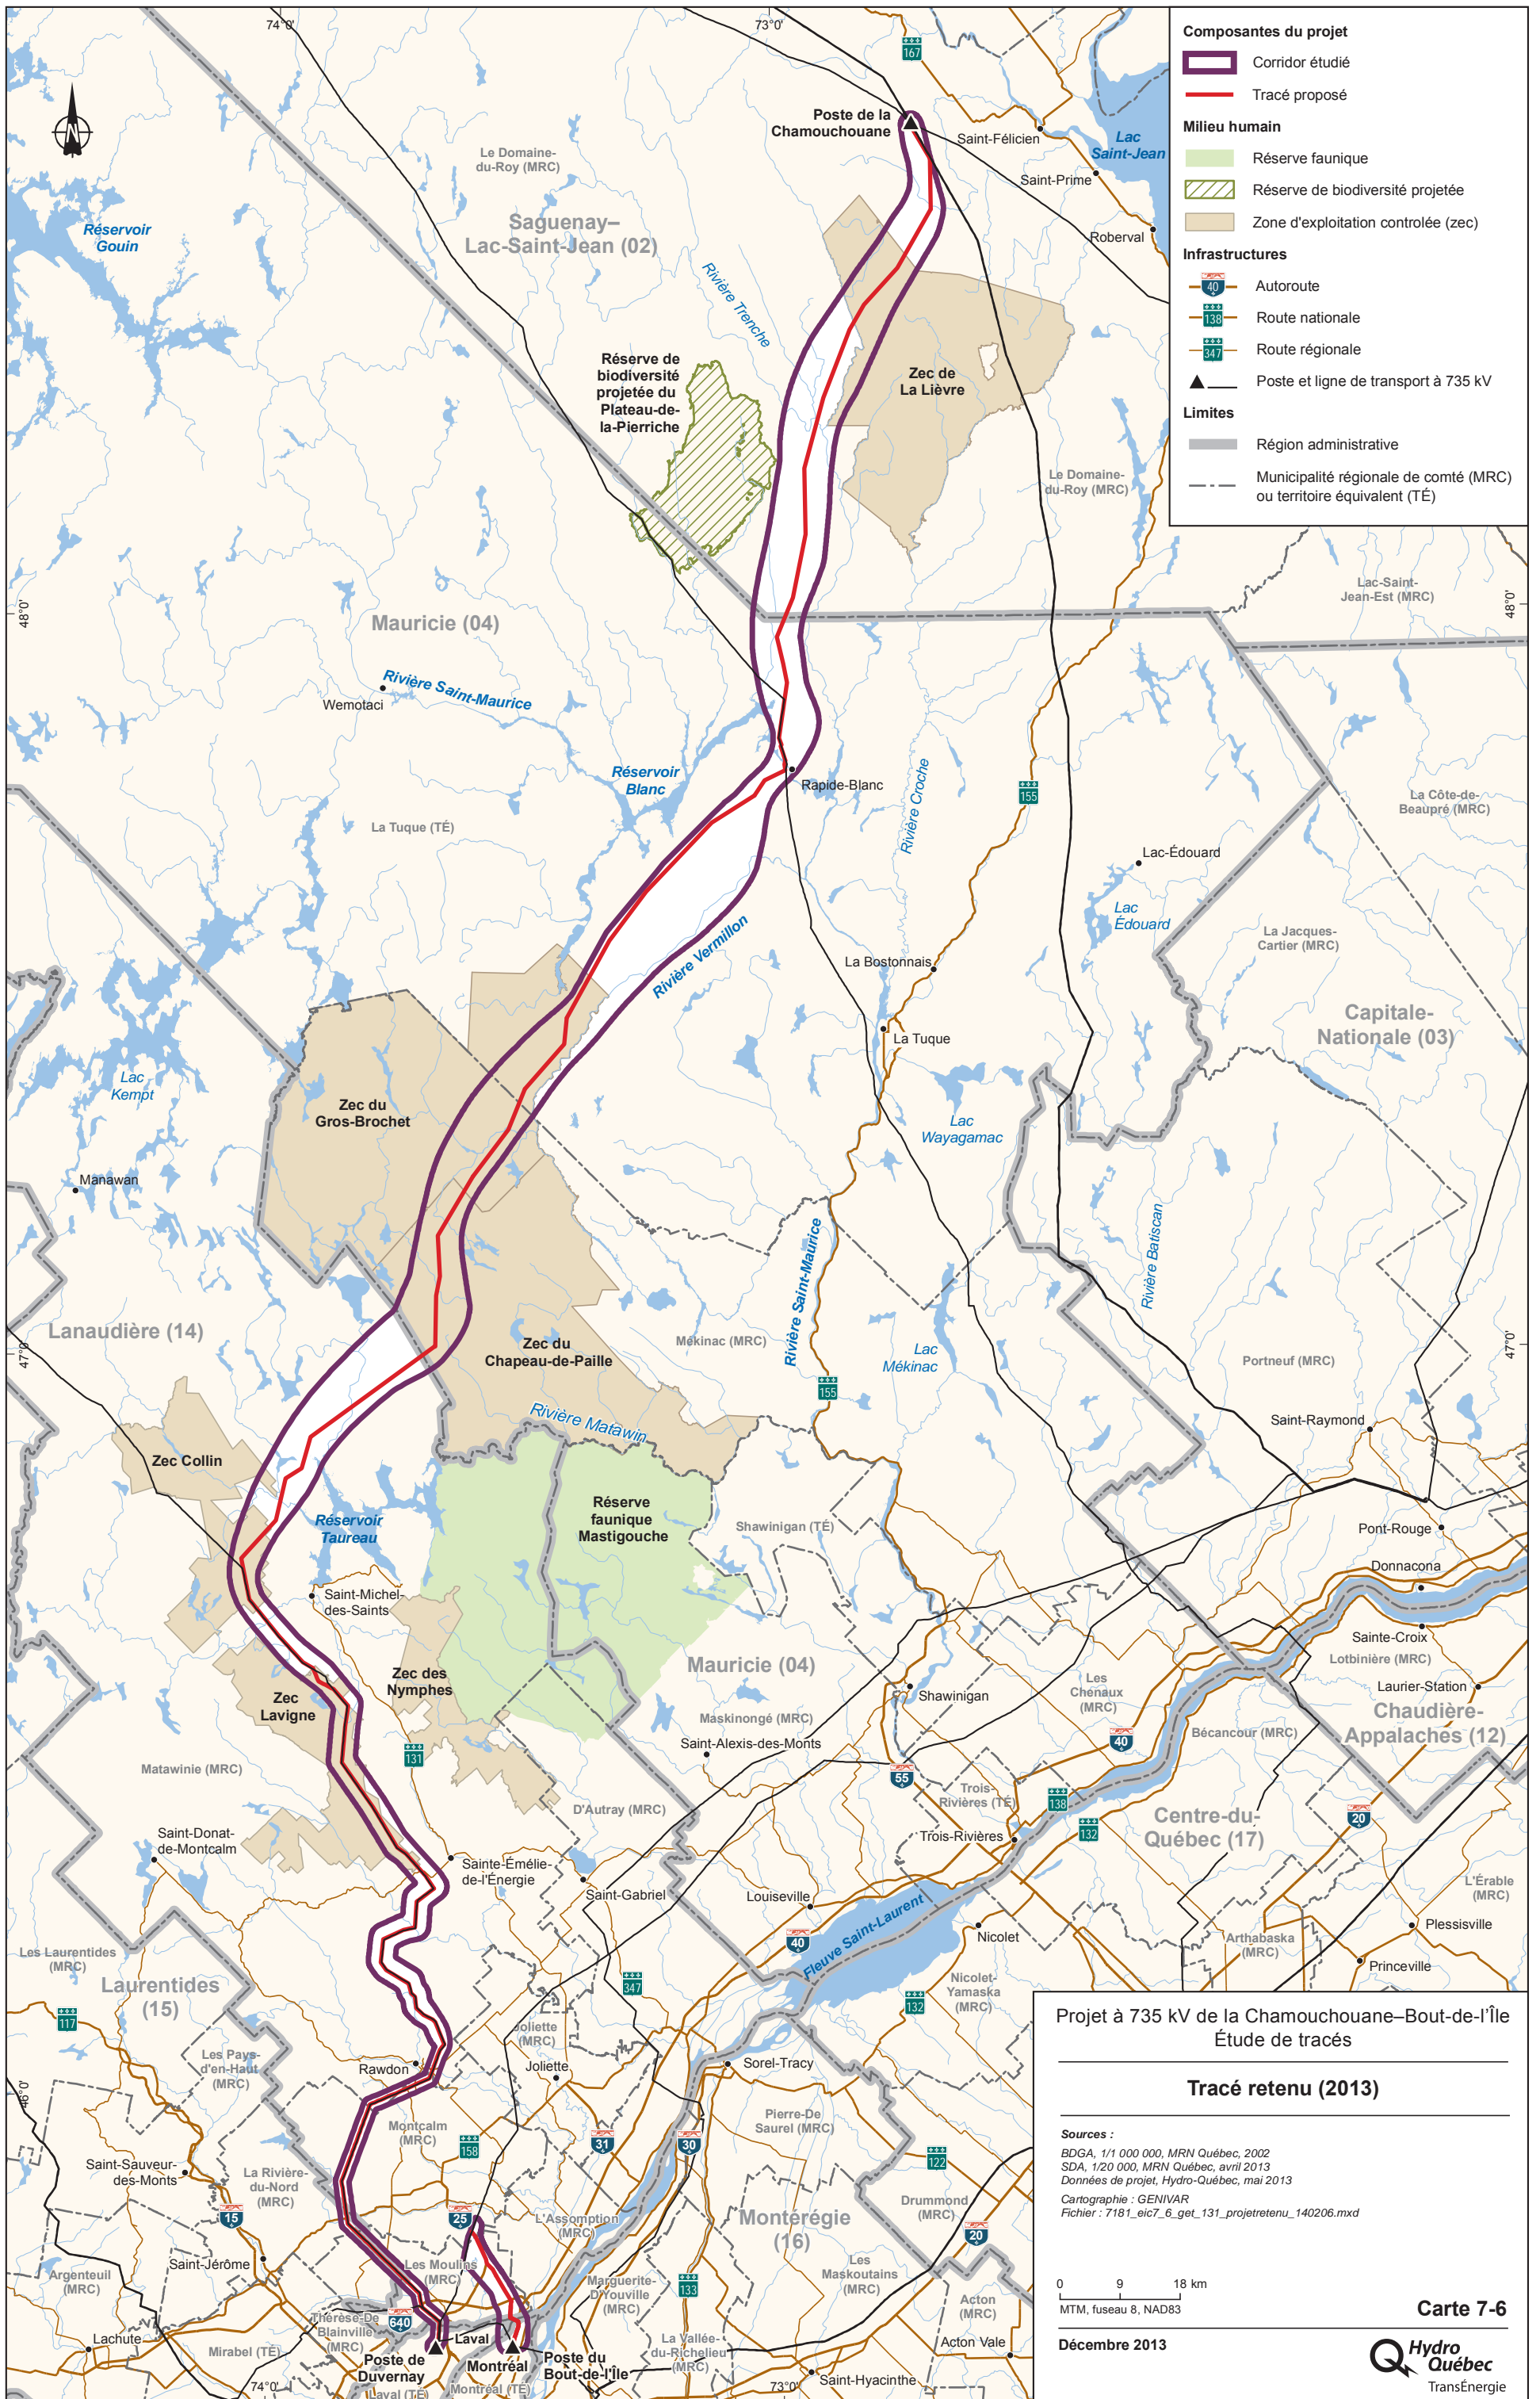 74°0'
73°0'
167
Poste de la
Chamouchouane
Saint-Félicien
Lac
Saint-Jean
Saint-Prime
Roberval
Le Domaine-
du-Roy (MRC)
Saguenay–
Lac-Saint-Jean (02)
Réservoir
Gouin
Rivière Trenche
Réserve de
biodiversité
projetée du
Plateau-de-
la-Pierriche
Zec de
La Lièvre
Le Domaine-
du-Roy (MRC)
Composantes du projet
Corridor étudié
Tracé proposé
Milieu humain
Réserve faunique
Réserve de biodiversité projetée
Zone d'exploitation controlée (zec)
Infrastructures
40
Autoroute
138
Route nationale
347
Route régionale
Poste et ligne de transport à 735 kV
Limites
Région administrative
Municipalité régionale de comté (MRC)
ou territoire équivalent (TÉ)
Lac-Saint-
Jean-Est (MRC)
48°0'
48°0'
Mauricie (04)
Rivière Saint-Maurice
Wemotaci
Réservoir
Blanc
Rapide-Blanc
Rivière Croche
155
La Côte-de-
Beaupré (MRC)
La Tuque (TÉ)
Lac-Édouard
Lac
Édouard
La Jacques-
Cartier (MRC)
Rivière Vermillon
La Bostonnais
La Tuque
Capitale-
Nationale (03)
Lac
Kempt
Zec du
Gros-Brochet
Lac
Wayagamac
Manawan
Rivière Saint-Maurice
Rivière Batiscan
Lanaudière (14)
47°0'
47°0'
Zec du
Chapeau-de-Paille
Mékinac (MRC)
Lac
Mékinac
Portneuf (MRC)
155
Rivière Matawin
Saint-Raymond
Zec Collin
Réservoir
Taureau
Réserve
faunique
Mastigouche
Shawinigan (TÉ)
Pont-Rouge
Donnacona
Saint-Michel-
des-Saints
Sainte-Croix
Lotbinière (MRC)
Mauricie (04)
Zec des
Nymphes
Zec
Lavigne
Les
Chenaux
(MRC)
Laurier-Station
Shawinigan
Maskinongé (MRC)
Chaudière-
Appalaches (12)
Saint-Alexis-des-Monts
40
Bécancour (MRC)
131
Matawinie (MRC)
55
Trois-
Rivières (TÉ)
138
D'Autray (MRC)
Centre-du-
Québec (17)
20
132
Saint-Donat-
de-Montcalm
Trois-Rivières
Sainte-Émélie-
de-l'Énergie
Saint-Gabriel
Louiseville
L'Érable
(MRC)
Fleuve Saint-Laurent
Plessisville
Nicolet
Arthabaska
(MRC)
40
Les Laurentides
(MRC)
Princeville
Laurentides
(15)
347
Nicolet-
Yamaska
(MRC)
132
117
Joliette
(MRC)
Les Pays-
d'en-Haut
(MRC)
Rawdon
Joliette
Sorel-Tracy
46°0'
Montcalm
(MRC)
Pierre-De
Saurel (MRC)
31
30
158
122
Saint-Sauveur-
des-Monts
La Rivière-
du-Nord
(MRC)
15
25
L'Assomption
(MRC)
Montérégie
(16)
Drummond
(MRC)
20
Saint-Jérôme
Les Moulins
(MRC)
Argenteuil
(MRC)
Marguerite-
D'Youville
(MRC)
133
Les
Maskoutains
(MRC)
Acton
(MRC)
Thérèse-De
Blainville
(MRC)
640
Lachute
Mirabel (TÉ)
Laval
Poste de
Duvernay
Montréal
Poste du
Bout-de-l'Île
La Vallée-
du-Richelieu
(MRC)
Acton Vale
Saint-Hyacinthe
74°0'
Laval (TÉ)
Montréal (TÉ)
73°0'
Projet à 735 kV de la Chamouchouane–Bout-de-l'Île
Étude de tracés
Tracé retenu (2013)
Sources :
BDGA, 1/1 000 000, MRN Québec, 2002
SDA, 1/20 000, MRN Québec, avril 2013
Données de projet, Hydro-Québec, mai 2013
Cartographie : GENIVAR
Fichier : 7181_eic7_6_get_131_projetretenu_140206.mxd
0 9 18 km
MTM, fuseau 8, NAD83
Carte 7-6
Décembre 2013
Hydro
Québec
TransÉnergie